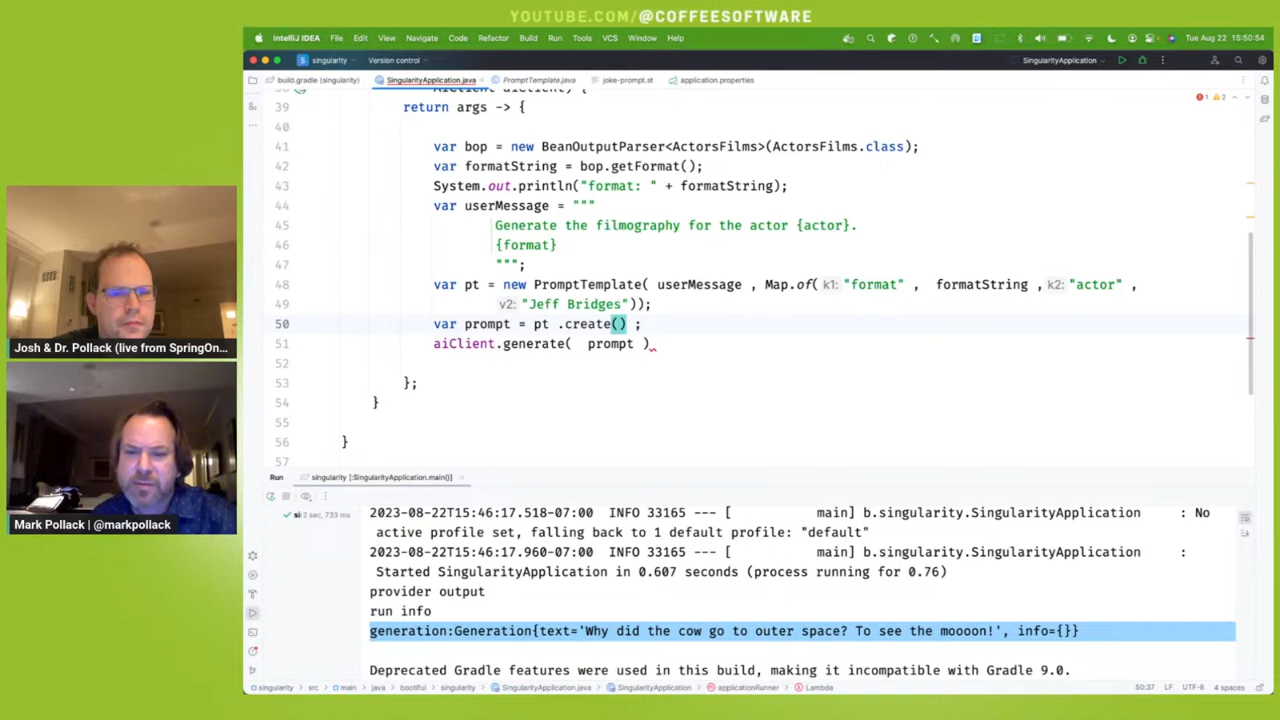 YOUTUBE.COM/@COFFEESOFTWARE
IntelliJ IDEA File Edit View Navigate Code Refactor Build Run Tools VCS Window Help Tue Aug 22 15:50:54
S singularity Version control SingularityApplication
build.gradle (singularity) SingularityApplication.java PromptTemplate.java joke-prompt.st application.properties
AiClient aiClient) {
39 return args -> {
1 2
40
41 var bop = new BeanOutputParser<ActorsFilms>(ActorsFilms.class);
42 var formatString = bop.getFormat();
43 System.out.println("format: " + formatString);
44 var userMessage = """
45 Generate the filmography for the actor {actor}.
46 {format}
47 """;
48 var pt = new PromptTemplate( userMessage , Map.of( k1: "format" , formatString , k2: "actor" ,
49 v2: "Jeff Bridges"));
50 var prompt = pt .create() ;
51 aiClient.generate( prompt )
52
53 };
54 }
55
56 }
57
Josh & Dr. Pollack (live from SpringOn...
Mark Pollack | @markpollack
Run singularity [:SingularityApplication.main()]
2 sec, 733 ms
2023-08-22T15:46:17.518-07:00 INFO 33165 --- [ main] b.singularity.SingularityApplication : No
active profile set, falling back to 1 default profile: "default"
2023-08-22T15:46:17.960-07:00 INFO 33165 --- [ main] b.singularity.SingularityApplication :
Started SingularityApplication in 0.607 seconds (process running for 0.76)
provider output
run info
generation:Generation{text='Why did the cow go to outer space? To see the moooon!', info={}}
Deprecated Gradle features were used in this build, making it incompatible with Gradle 9.0.
singularity > src > main > java > bootiful > singularity > SingularityApplication > SingularityApplication > applicationRunner > Lambda 50:37 LF UTF-8 4 spaces